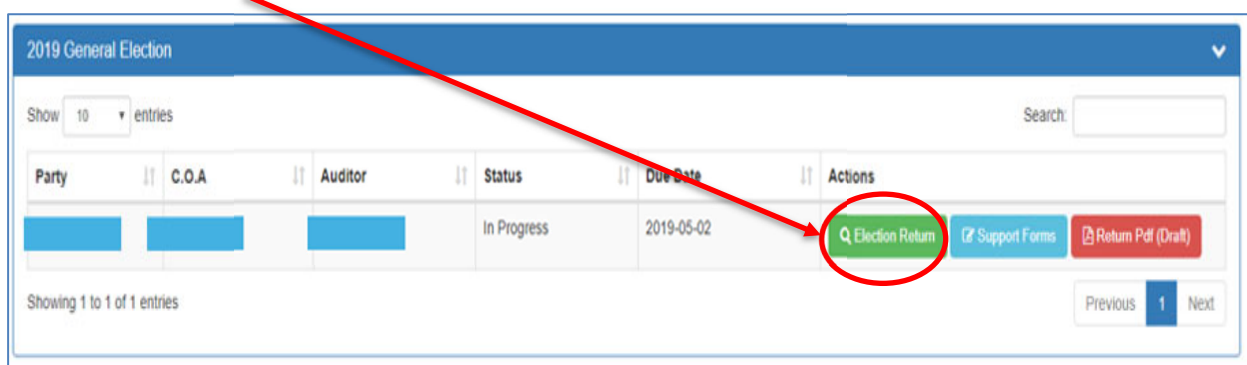 2019 General Election
Show 10 entries Search:
Party C.O.A Auditor Status Due Date Actions
In Progress 2019-05-02 Election Return Support Forms Return Pdf (Draft)
Showing 1 to 1 of 1 entries Previous 1 Next